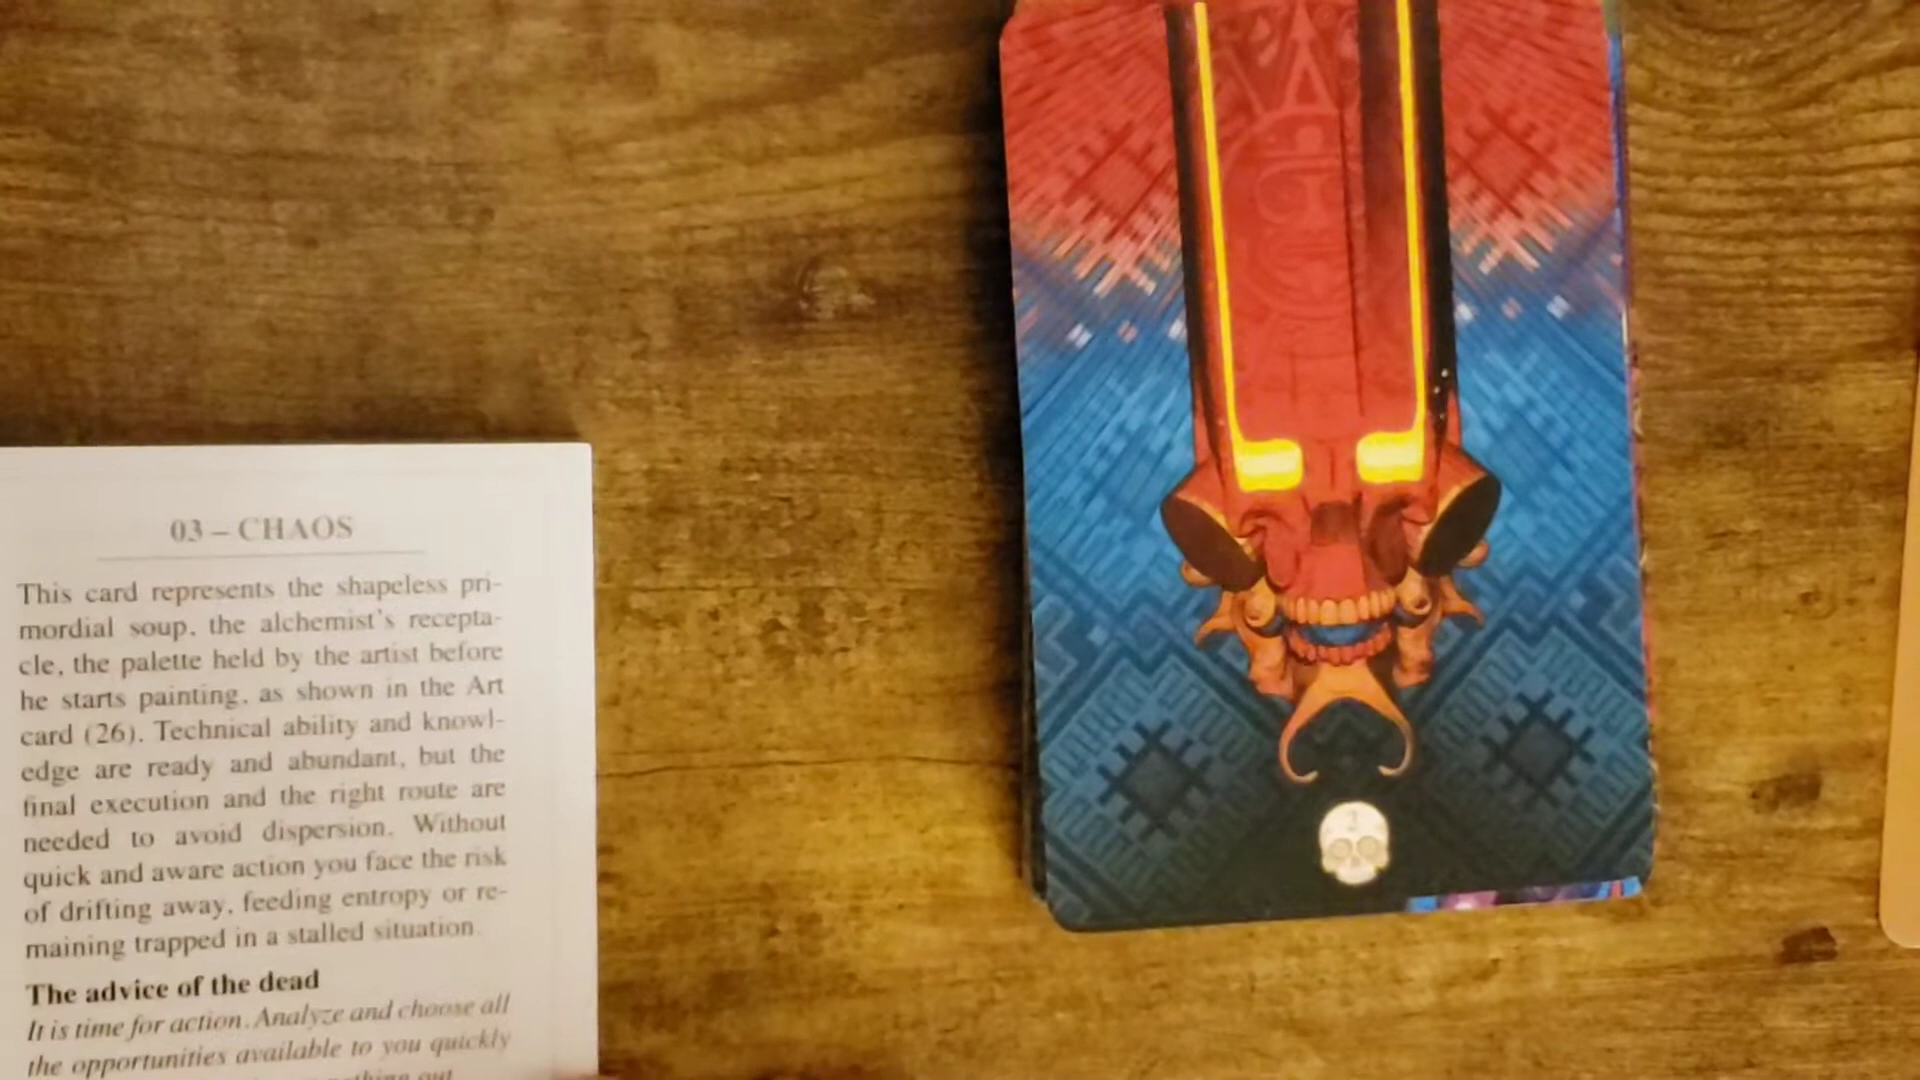 03 – CHAOS
This card represents the shapeless pri-
mordial soup, the alchemist's recepta-
cle, the palette held by the artist before
he starts painting, as shown in the Art
card (26). Technical ability and knowl-
edge are ready and abundant, but the
final execution and the right route are
needed to avoid dispersion. Without
quick and aware action you face the risk
of drifting away, feeding entropy or re-
maining trapped in a stalled situation.
The advice of the dead
It is time for action. Analyze and choose all
the opportunities available to you quickly
out